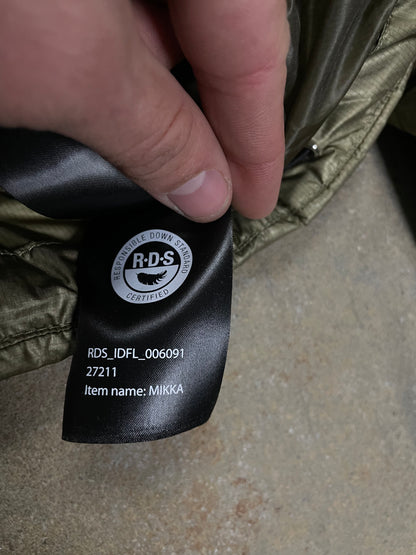 RESPONSIBLE DOWN STANDARD
R·D·S
CERTIFIED
RDS_IDFL_006091
27211
Item name: MIKKA